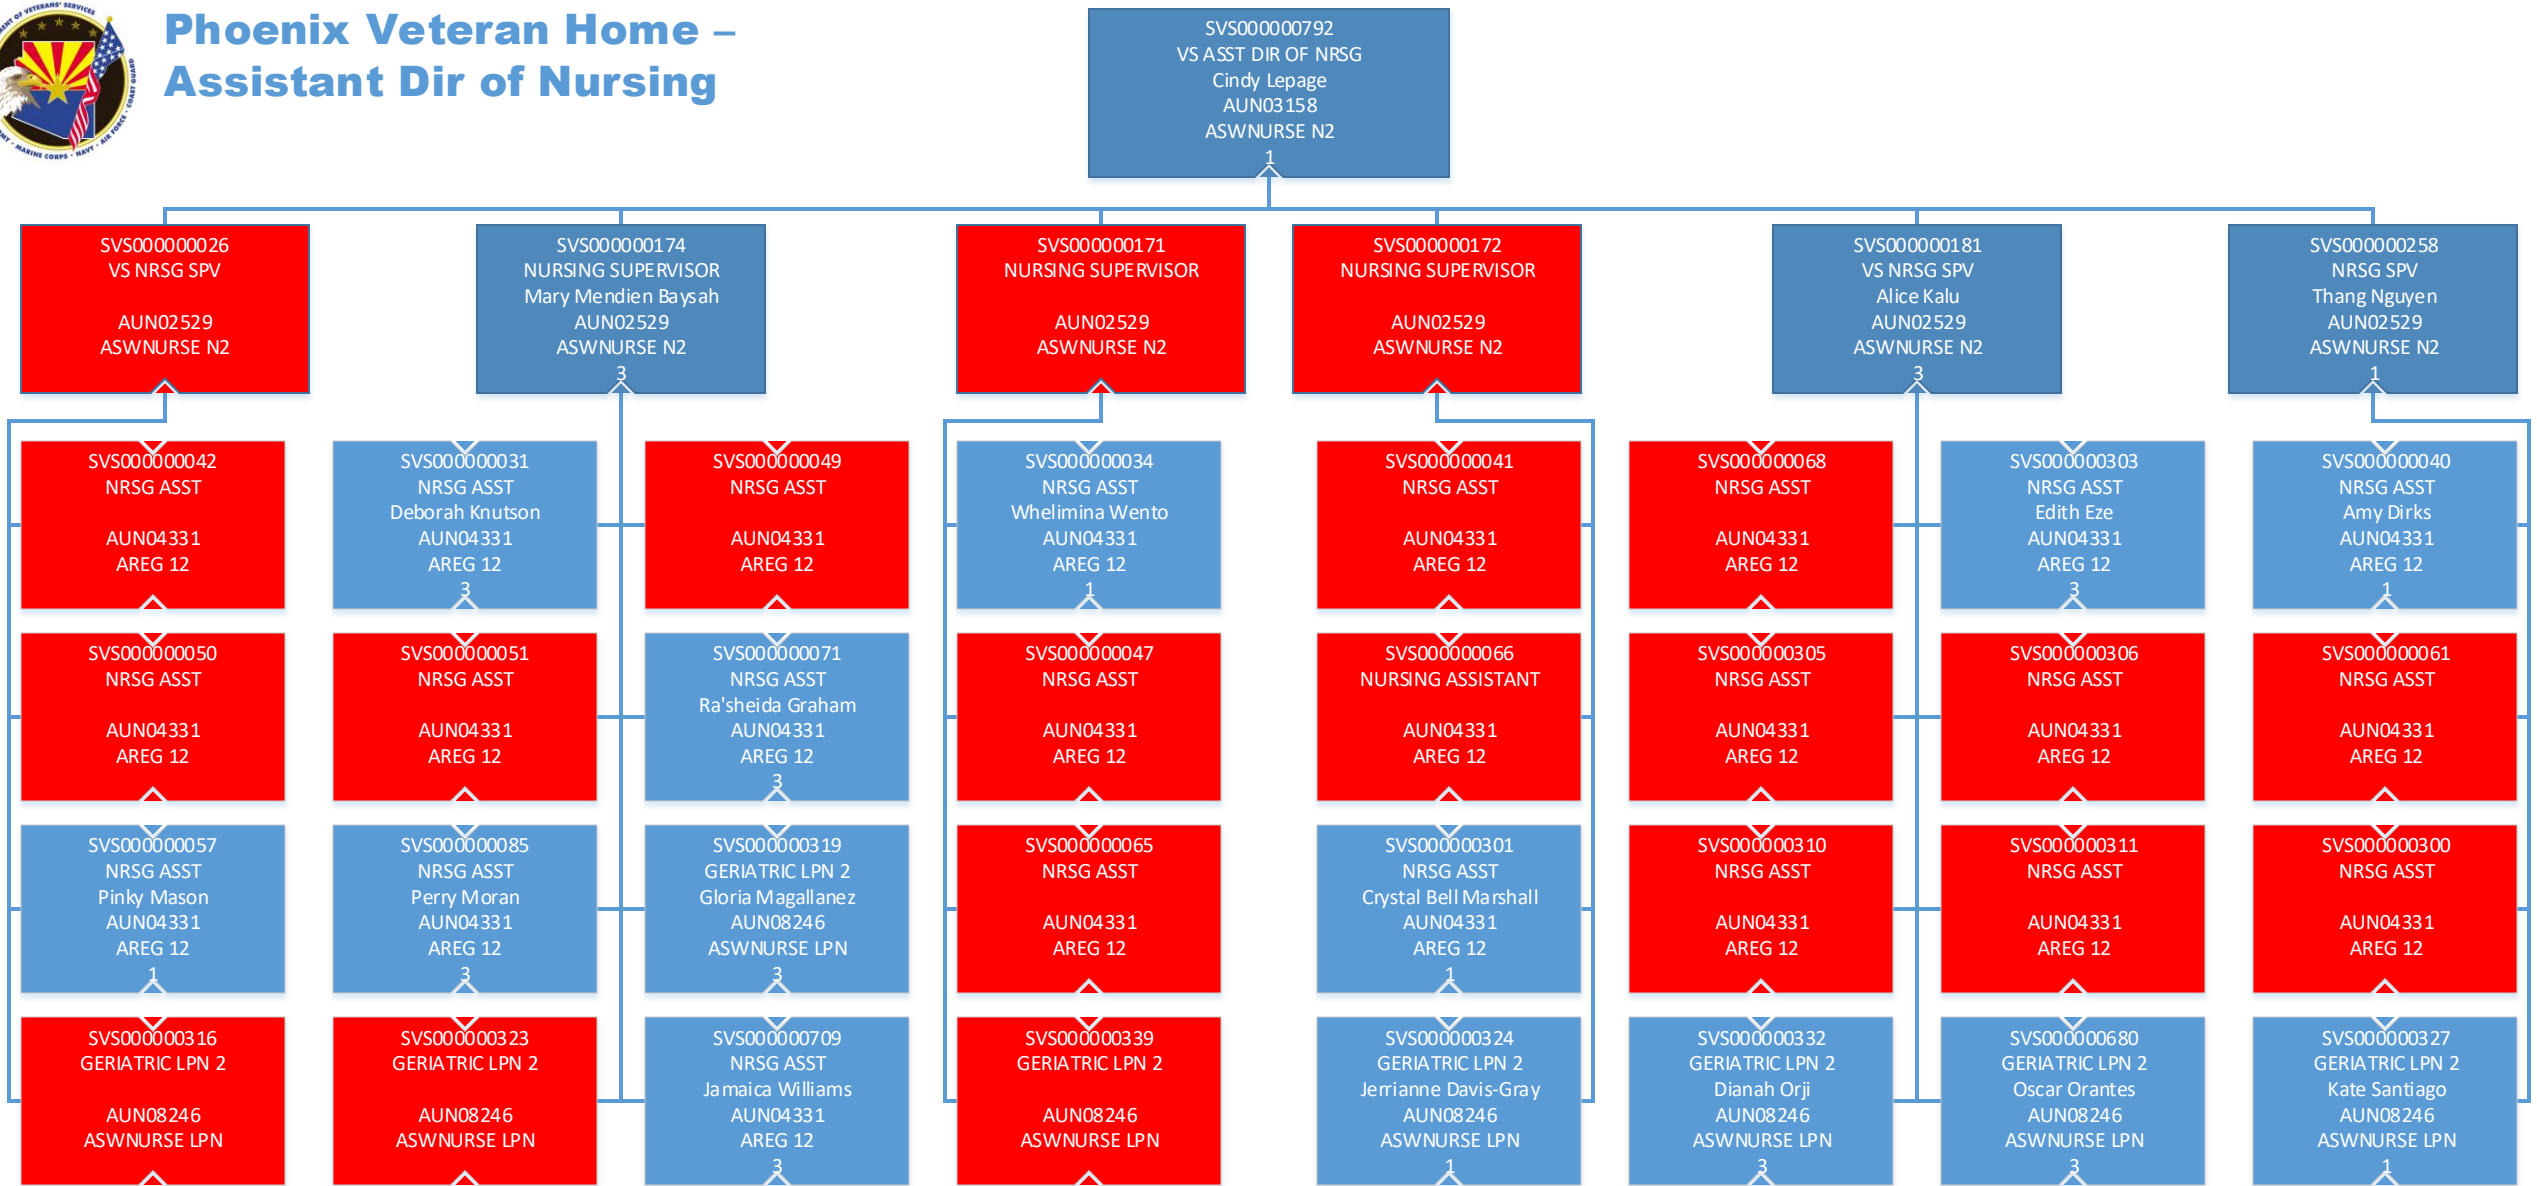 Phoenix Veteran Home –
Assistant Dir of Nursing
SVS000000792
VS ASST DIR OF NRSG
Cindy Lepage
AUN03158
ASWNURSE N2
1
SVS000000026
VS NRSG SPV
AUN02529
ASWNURSE N2
SVS000000174
NURSING SUPERVISOR
Mary Mendien Baysah
AUN02529
ASWNURSE N2
3
SVS000000171
NURSING SUPERVISOR
AUN02529
ASWNURSE N2
SVS000000172
NURSING SUPERVISOR
AUN02529
ASWNURSE N2
SVS000000181
VS NRSG SPV
Alice Kalu
AUN02529
ASWNURSE N2
3
SVS000000258
NRSG SPV
Thang Nguyen
AUN02529
ASWNURSE N2
1
SVS000000042
NRSG ASST
AUN04331
AREG 12
SVS000000031
NRSG ASST
Deborah Knutson
AUN04331
AREG 12
3
SVS000000049
NRSG ASST
AUN04331
AREG 12
SVS000000034
NRSG ASST
Whelimina Wento
AUN04331
AREG 12
1
SVS000000041
NRSG ASST
AUN04331
AREG 12
SVS000000068
NRSG ASST
AUN04331
AREG 12
SVS000000303
NRSG ASST
Edith Eze
AUN04331
AREG 12
3
SVS000000040
NRSG ASST
Amy Dirks
AUN04331
AREG 12
1
SVS000000050
NRSG ASST
AUN04331
AREG 12
SVS000000051
NRSG ASST
AUN04331
AREG 12
SVS000000071
NRSG ASST
Ra'sheida Graham
AUN04331
AREG 12
3
SVS000000047
NRSG ASST
AUN04331
AREG 12
SVS000000066
NURSING ASSISTANT
AUN04331
AREG 12
SVS000000305
NRSG ASST
AUN04331
AREG 12
SVS000000306
NRSG ASST
AUN04331
AREG 12
SVS000000061
NRSG ASST
AUN04331
AREG 12
SVS000000057
NRSG ASST
Pinky Mason
AUN04331
AREG 12
1
SVS000000085
NRSG ASST
Perry Moran
AUN04331
AREG 12
3
SVS000000319
GERIATRIC LPN 2
Gloria Magallanez
AUN08246
ASWNURSE LPN
3
SVS000000065
NRSG ASST
AUN04331
AREG 12
SVS000000301
NRSG ASST
Crystal Bell Marshall
AUN04331
AREG 12
1
SVS000000310
NRSG ASST
AUN04331
AREG 12
SVS000000311
NRSG ASST
AUN04331
AREG 12
SVS000000300
NRSG ASST
AUN04331
AREG 12
SVS000000316
GERIATRIC LPN 2
AUN08246
ASWNURSE LPN
SVS000000323
GERIATRIC LPN 2
AUN08246
ASWNURSE LPN
SVS000000709
NRSG ASST
Jamaica Williams
AUN04331
AREG 12
3
SVS000000339
GERIATRIC LPN 2
AUN08246
ASWNURSE LPN
SVS000000324
GERIATRIC LPN 2
Jerrianne Davis-Gray
AUN08246
ASWNURSE LPN
1
SVS000000332
GERIATRIC LPN 2
Dianah Orji
AUN08246
ASWNURSE LPN
3
SVS000000680
GERIATRIC LPN 2
Oscar Orantes
AUN08246
ASWNURSE LPN
3
SVS000000327
GERIATRIC LPN 2
Kate Santiago
AUN08246
ASWNURSE LPN
1
OF VETERANS' SERVICES
MARINE CORPS - NAVY - AIR FORCE - COAST GUARD